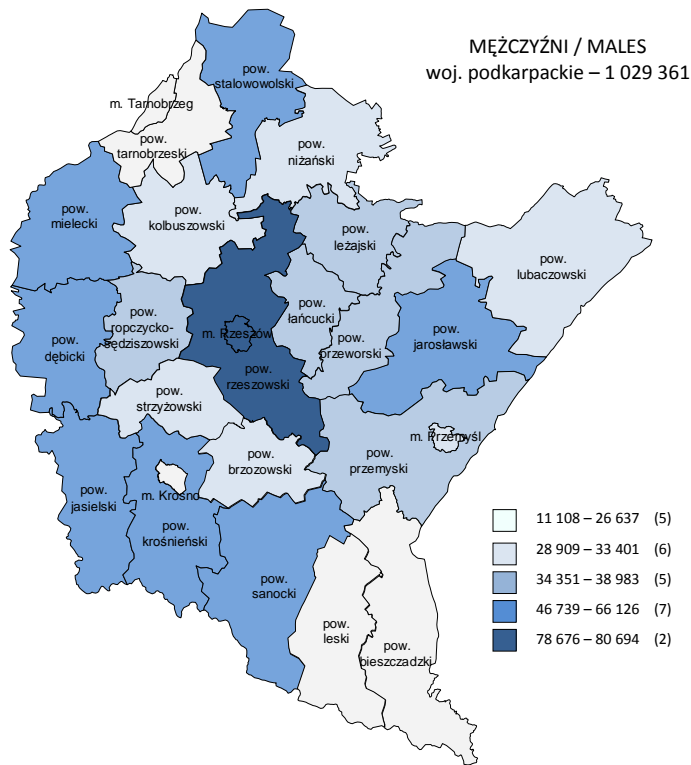 MĘŻCZYŹNI / MALES
woj. podkarpackie – 1 029 361
pow.
stalowowolski
m. Tarnobrzeg
pow.
tarnobrzeski
pow.
niżański
pow.
mielecki
pow.
kolbuszowski
pow.
leżajski
pow.
lubaczowski
pow.
ropczycko-
sędziszowski
m. Rzeszów
pow.
łańcucki
pow.
przeworski
pow.
jarosławski
pow.
dębicki
pow.
rzeszowski
pow.
strzyżowski
pow.
brzozowski
pow.
przemyski
m. Przemyśl
pow.
jasielski
m. Krosno
pow.
krośnieński
pow.
sanocki
pow.
leski
pow.
bieszczadzki
11 108 – 26 637 (5)
28 909 – 33 401 (6)
34 351 – 38 983 (5)
46 739 – 66 126 (7)
78 676 – 80 694 (2)